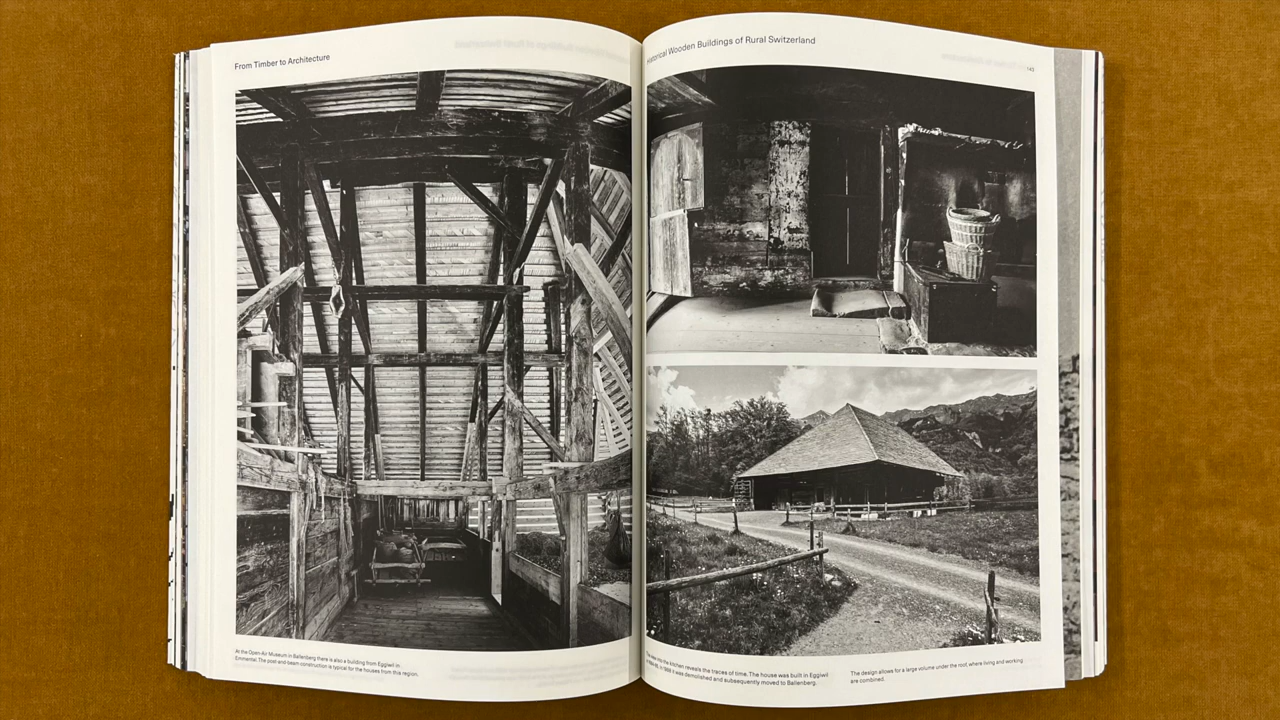 From Timber to Architecture
Historical Wooden Buildings of Rural Switzerland
At the Open-Air Museum in Ballenberg there is also a building from Eggiwil in
Emmental. The post-and-beam construction is typical for the houses from this region.
into the kitchen reveals the traces of time. The house was built in Eggiwil
it was demolished and subsequently moved to Ballenberg.
The design allows for a large volume under the roof, where living and working
are combined.